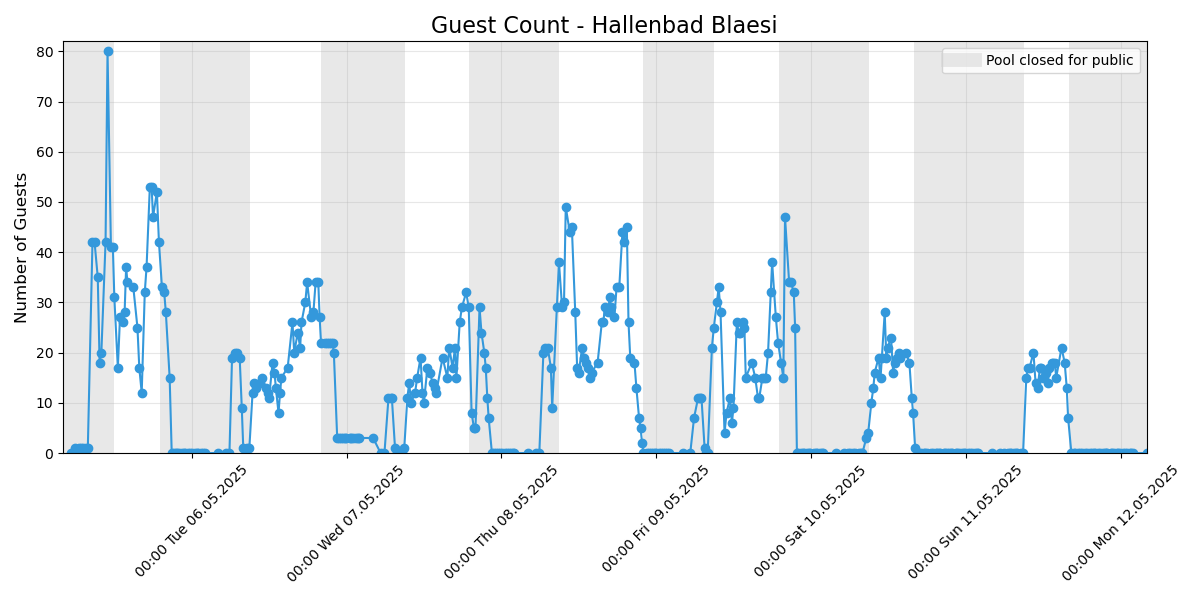 Guest Count - Hallenbad Blaesi
Pool closed for public
Number of Guests
80
70
60
50
40
30
20
10
0
00:00 Tue 06.05.2025
00:00 Wed 07.05.2025
00:00 Thu 08.05.2025
00:00 Fri 09.05.2025
00:00 Sat 10.05.2025
00:00 Sun 11.05.2025
00:00 Mon 12.05.2025